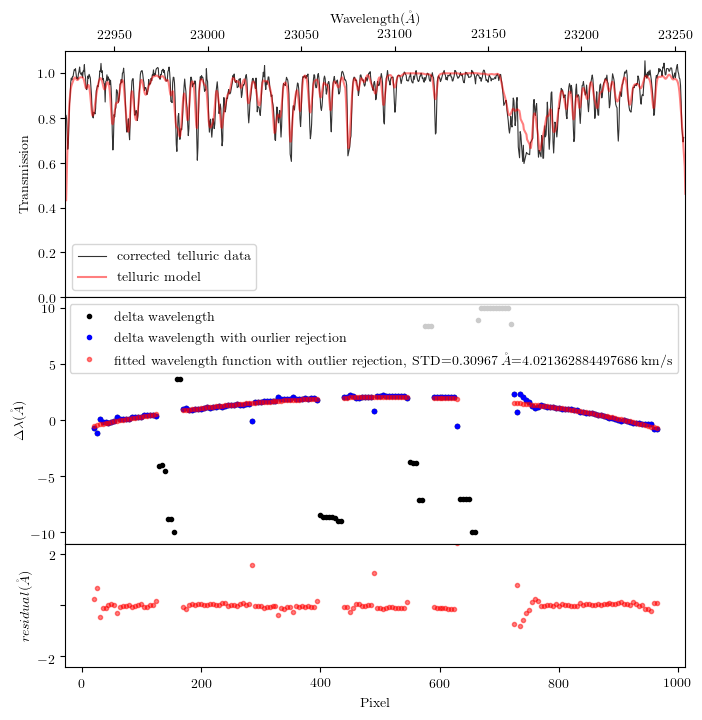 Wavelength(Å)
22950 23000 23050 23100 23150 23200 23250
1.0
0.8
0.6
0.4
0.2
0.0
Transmission
corrected telluric data
telluric model
10
5
0
−5
−10
Δλ(Å)
delta wavelength
delta wavelength with ourlier rejection
fitted wavelength function with outlier rejection, STD=0.30967 Å=4.021362884497686 km/s
2
−2
residual(Å)
0 200 400 600 800 1000
Pixel